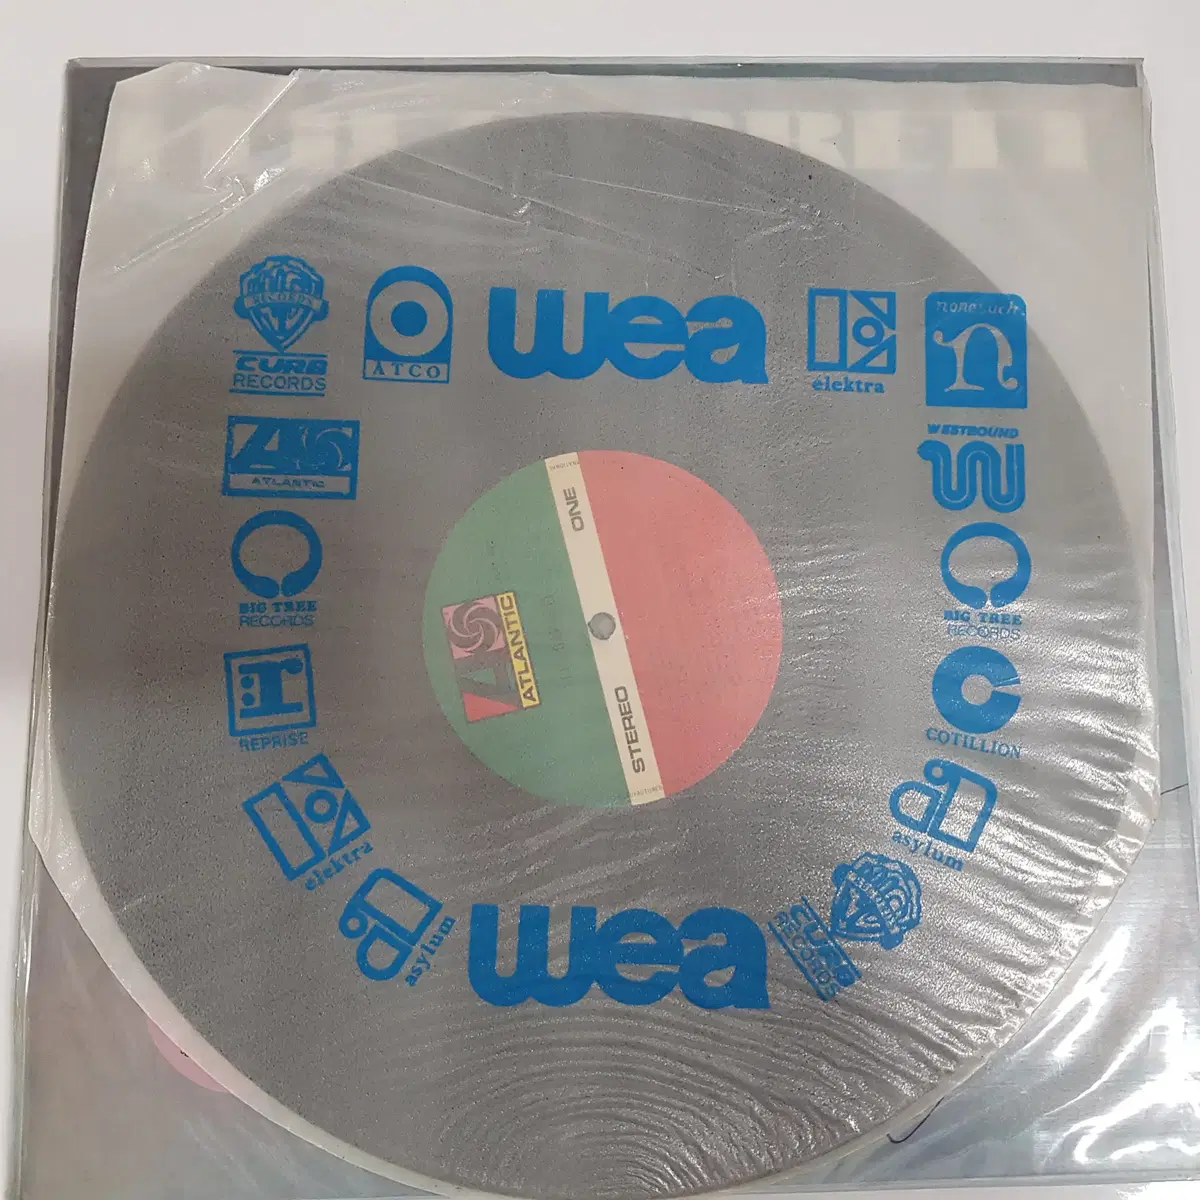 RECORDS
CURB
RECORDS
ATCO
wea
elektra
nonesuch
n
ATLANTIC
WESTBOUND
BIG TREE
RECORDS
BIG TREE
RECORDS
ONE
ATLANTIC
STEREO
REPRISE
COTILLION
elektra
asylum
asylum
wea
CURB
RECORDS